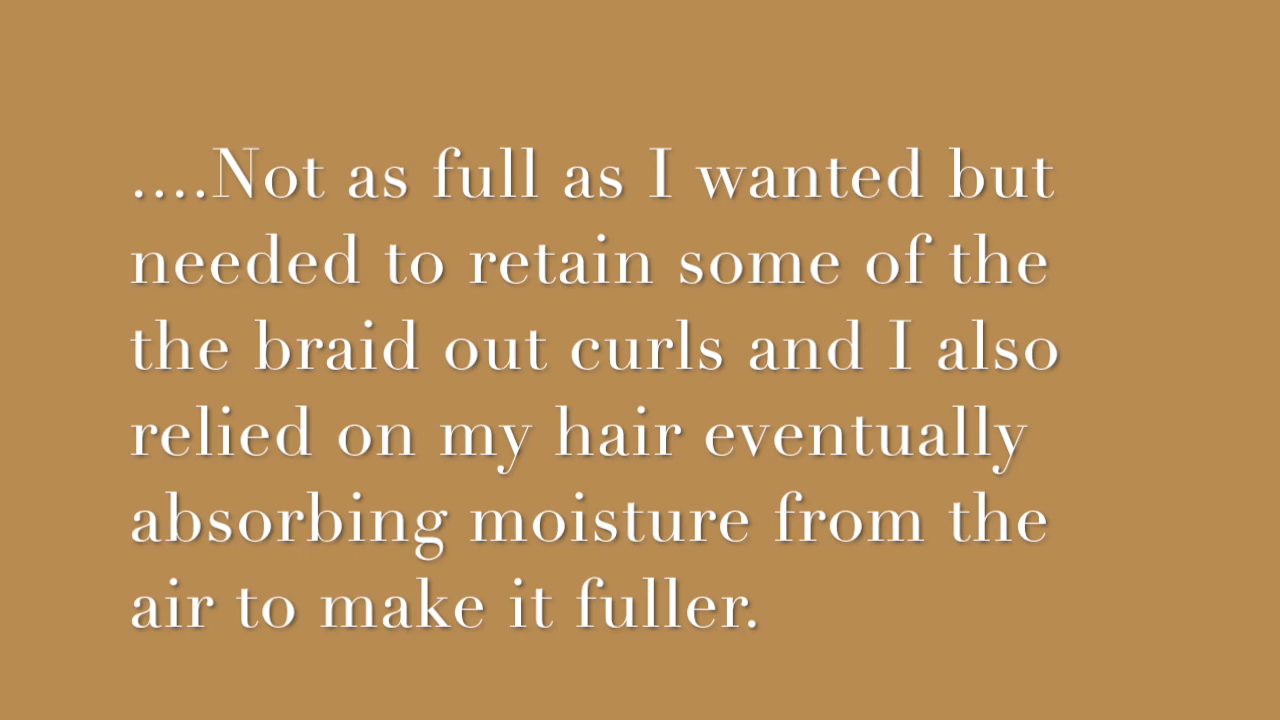 ....Not as full as I wanted but
needed to retain some of the
the braid out curls and I also
relied on my hair eventually
absorbing moisture from the
air to make it fuller.